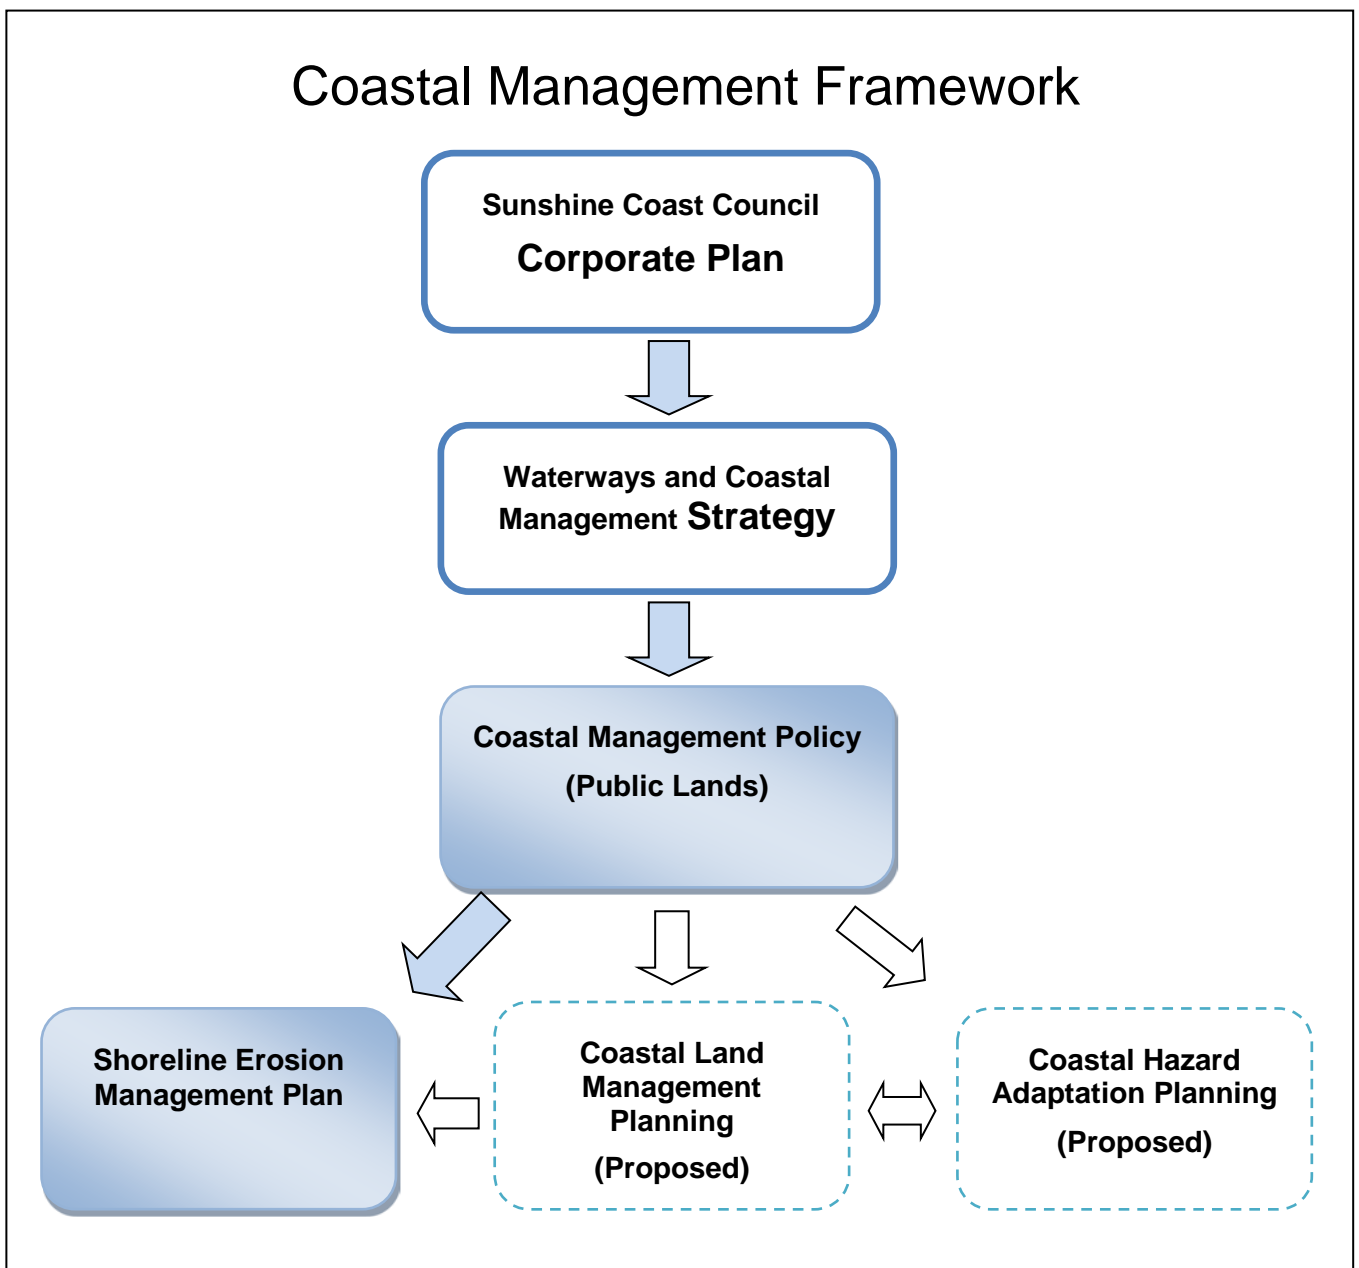 Coastal Management Framework
Sunshine Coast Council
Corporate Plan
Waterways and Coastal
Management Strategy
Coastal Management Policy
(Public Lands)
Shoreline Erosion
Management Plan
Coastal Land
Management
Planning
(Proposed)
Coastal Hazard
Adaptation Planning
(Proposed)